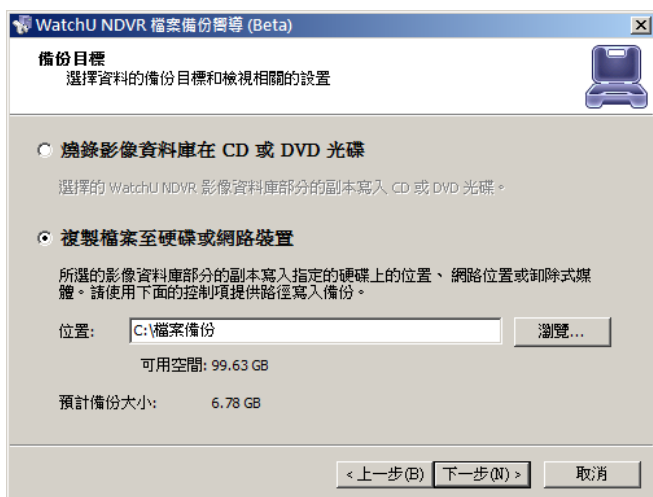 WatchU NDVR 檔案備份嚮導 (Beta)
備份目標
選擇資料的備份目標和檢視相關的設置
燒錄影像資料庫在 CD 或 DVD 光碟
選擇的 WatchU NDVR 影像資料庫部分的副本寫入 CD 或 DVD 光碟。
複製檔案至硬碟或網路裝置
所選的影像資料庫部分的副本寫入指定的硬碟上的位置、 網路位置或卸除式媒
體。請使用下面的控制項提供路徑寫入備份。
位置: C:\檔案備份 瀏覽...
可用空間: 99.63 GB
預計備份大小: 6.78 GB
<上一步(B) 下一步(N) > 取消